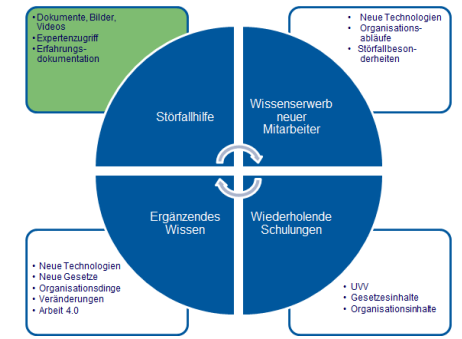 • Dokumente, Bilder,
Videos
• Expertenzugriff
• Erfahrungs-
dokumentation
• Neue Technologien
• Organisations-
abläufe
• Störfallbeson-
derheiten
Störfallhilfe
Wissenserwerb
neuer
Mitarbeiter
Ergänzendes
Wissen
Wiederholende
Schulungen
• Neue Technologien
• Neue Gesetze
• Organisationsdinge
• Veränderungen
• Arbeit 4.0
• UVV
• Gesetzesinhalte
• Organisationsinhalte